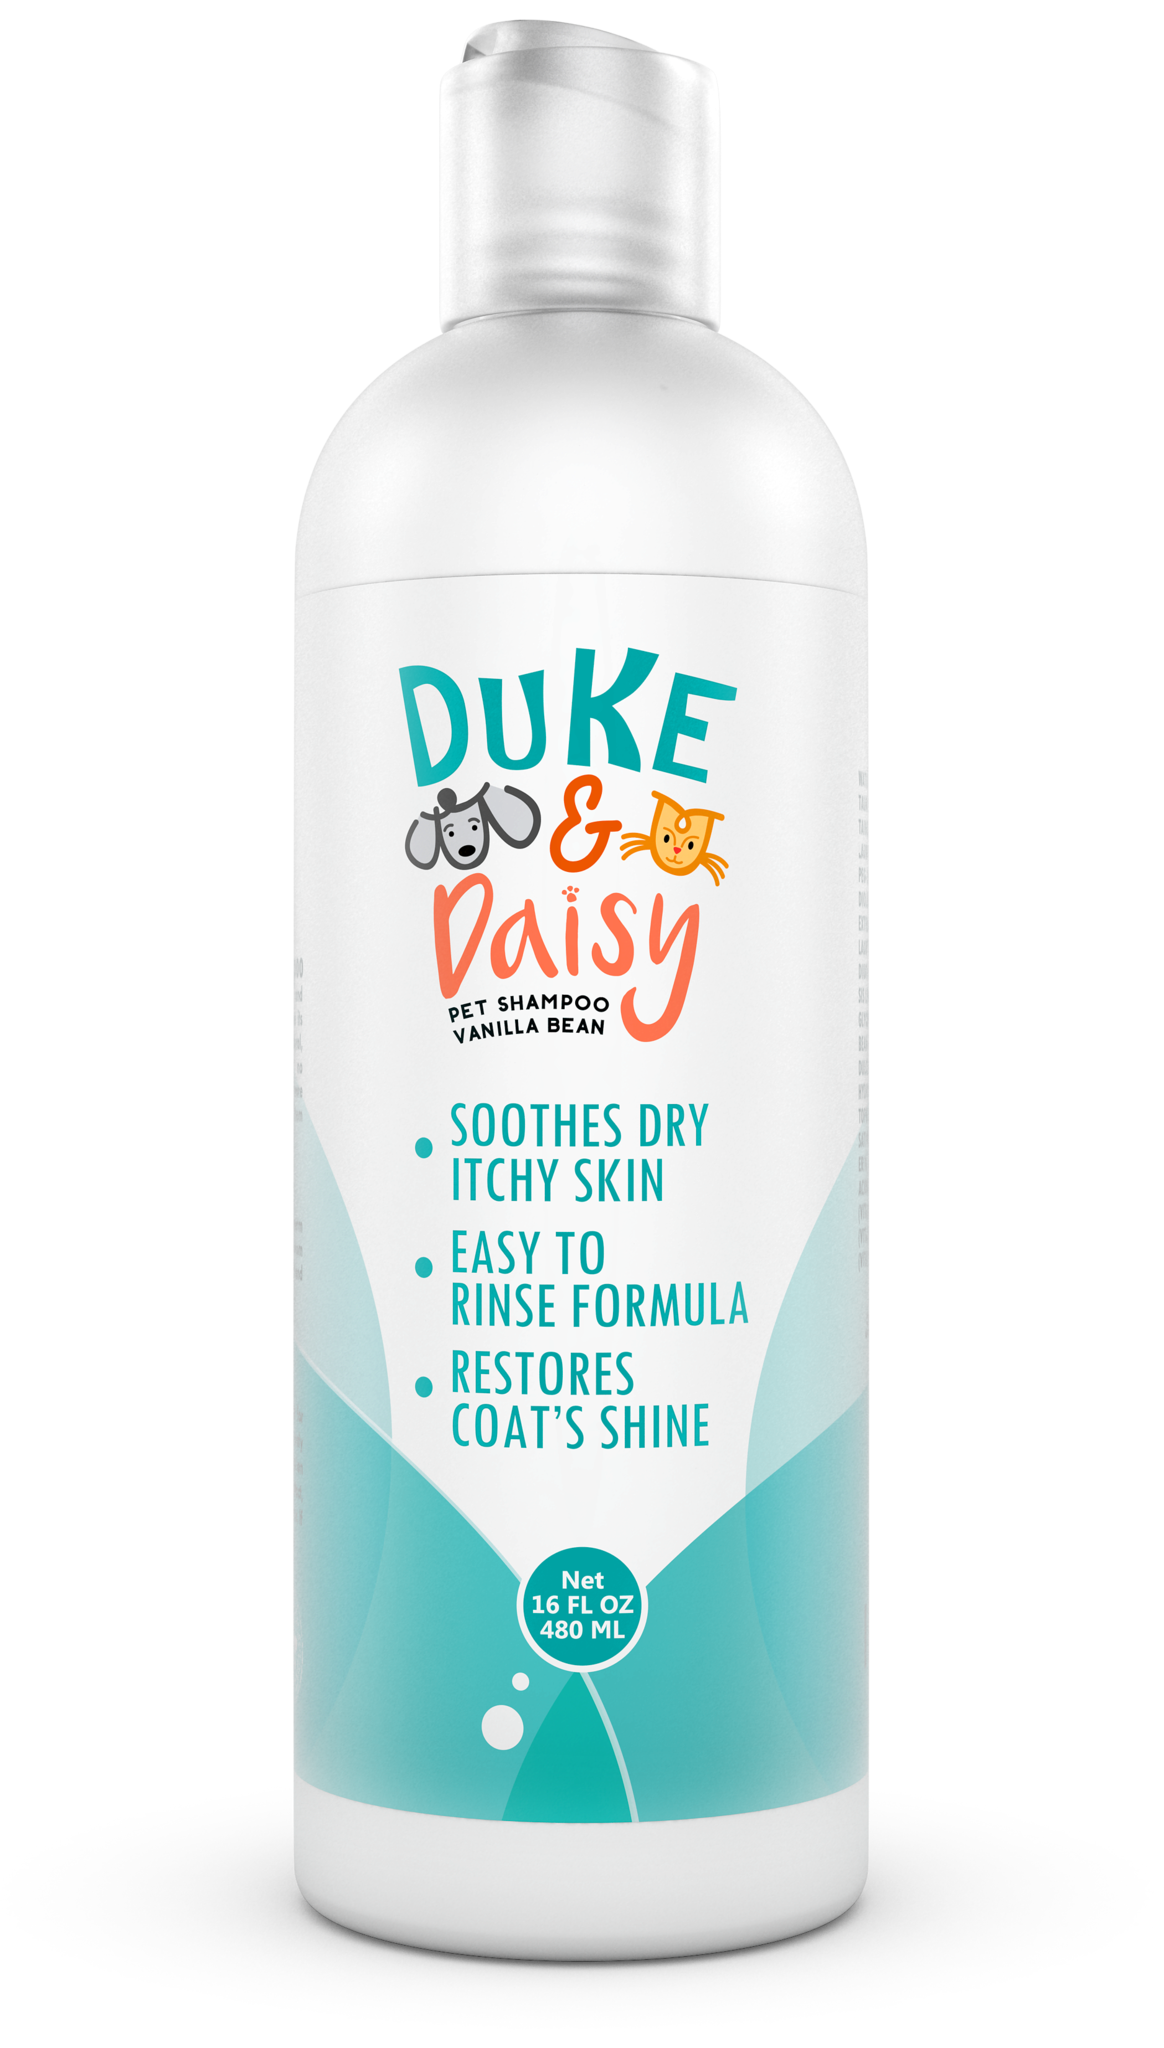 DUKE
&
Daisy
PET SHAMPOO
VANILLA BEAN
• SOOTHES DRY
ITCHY SKIN
• EASY TO
RINSE FORMULA
• RESTORES
COAT'S SHINE
Net
16 FL OZ
480 ML